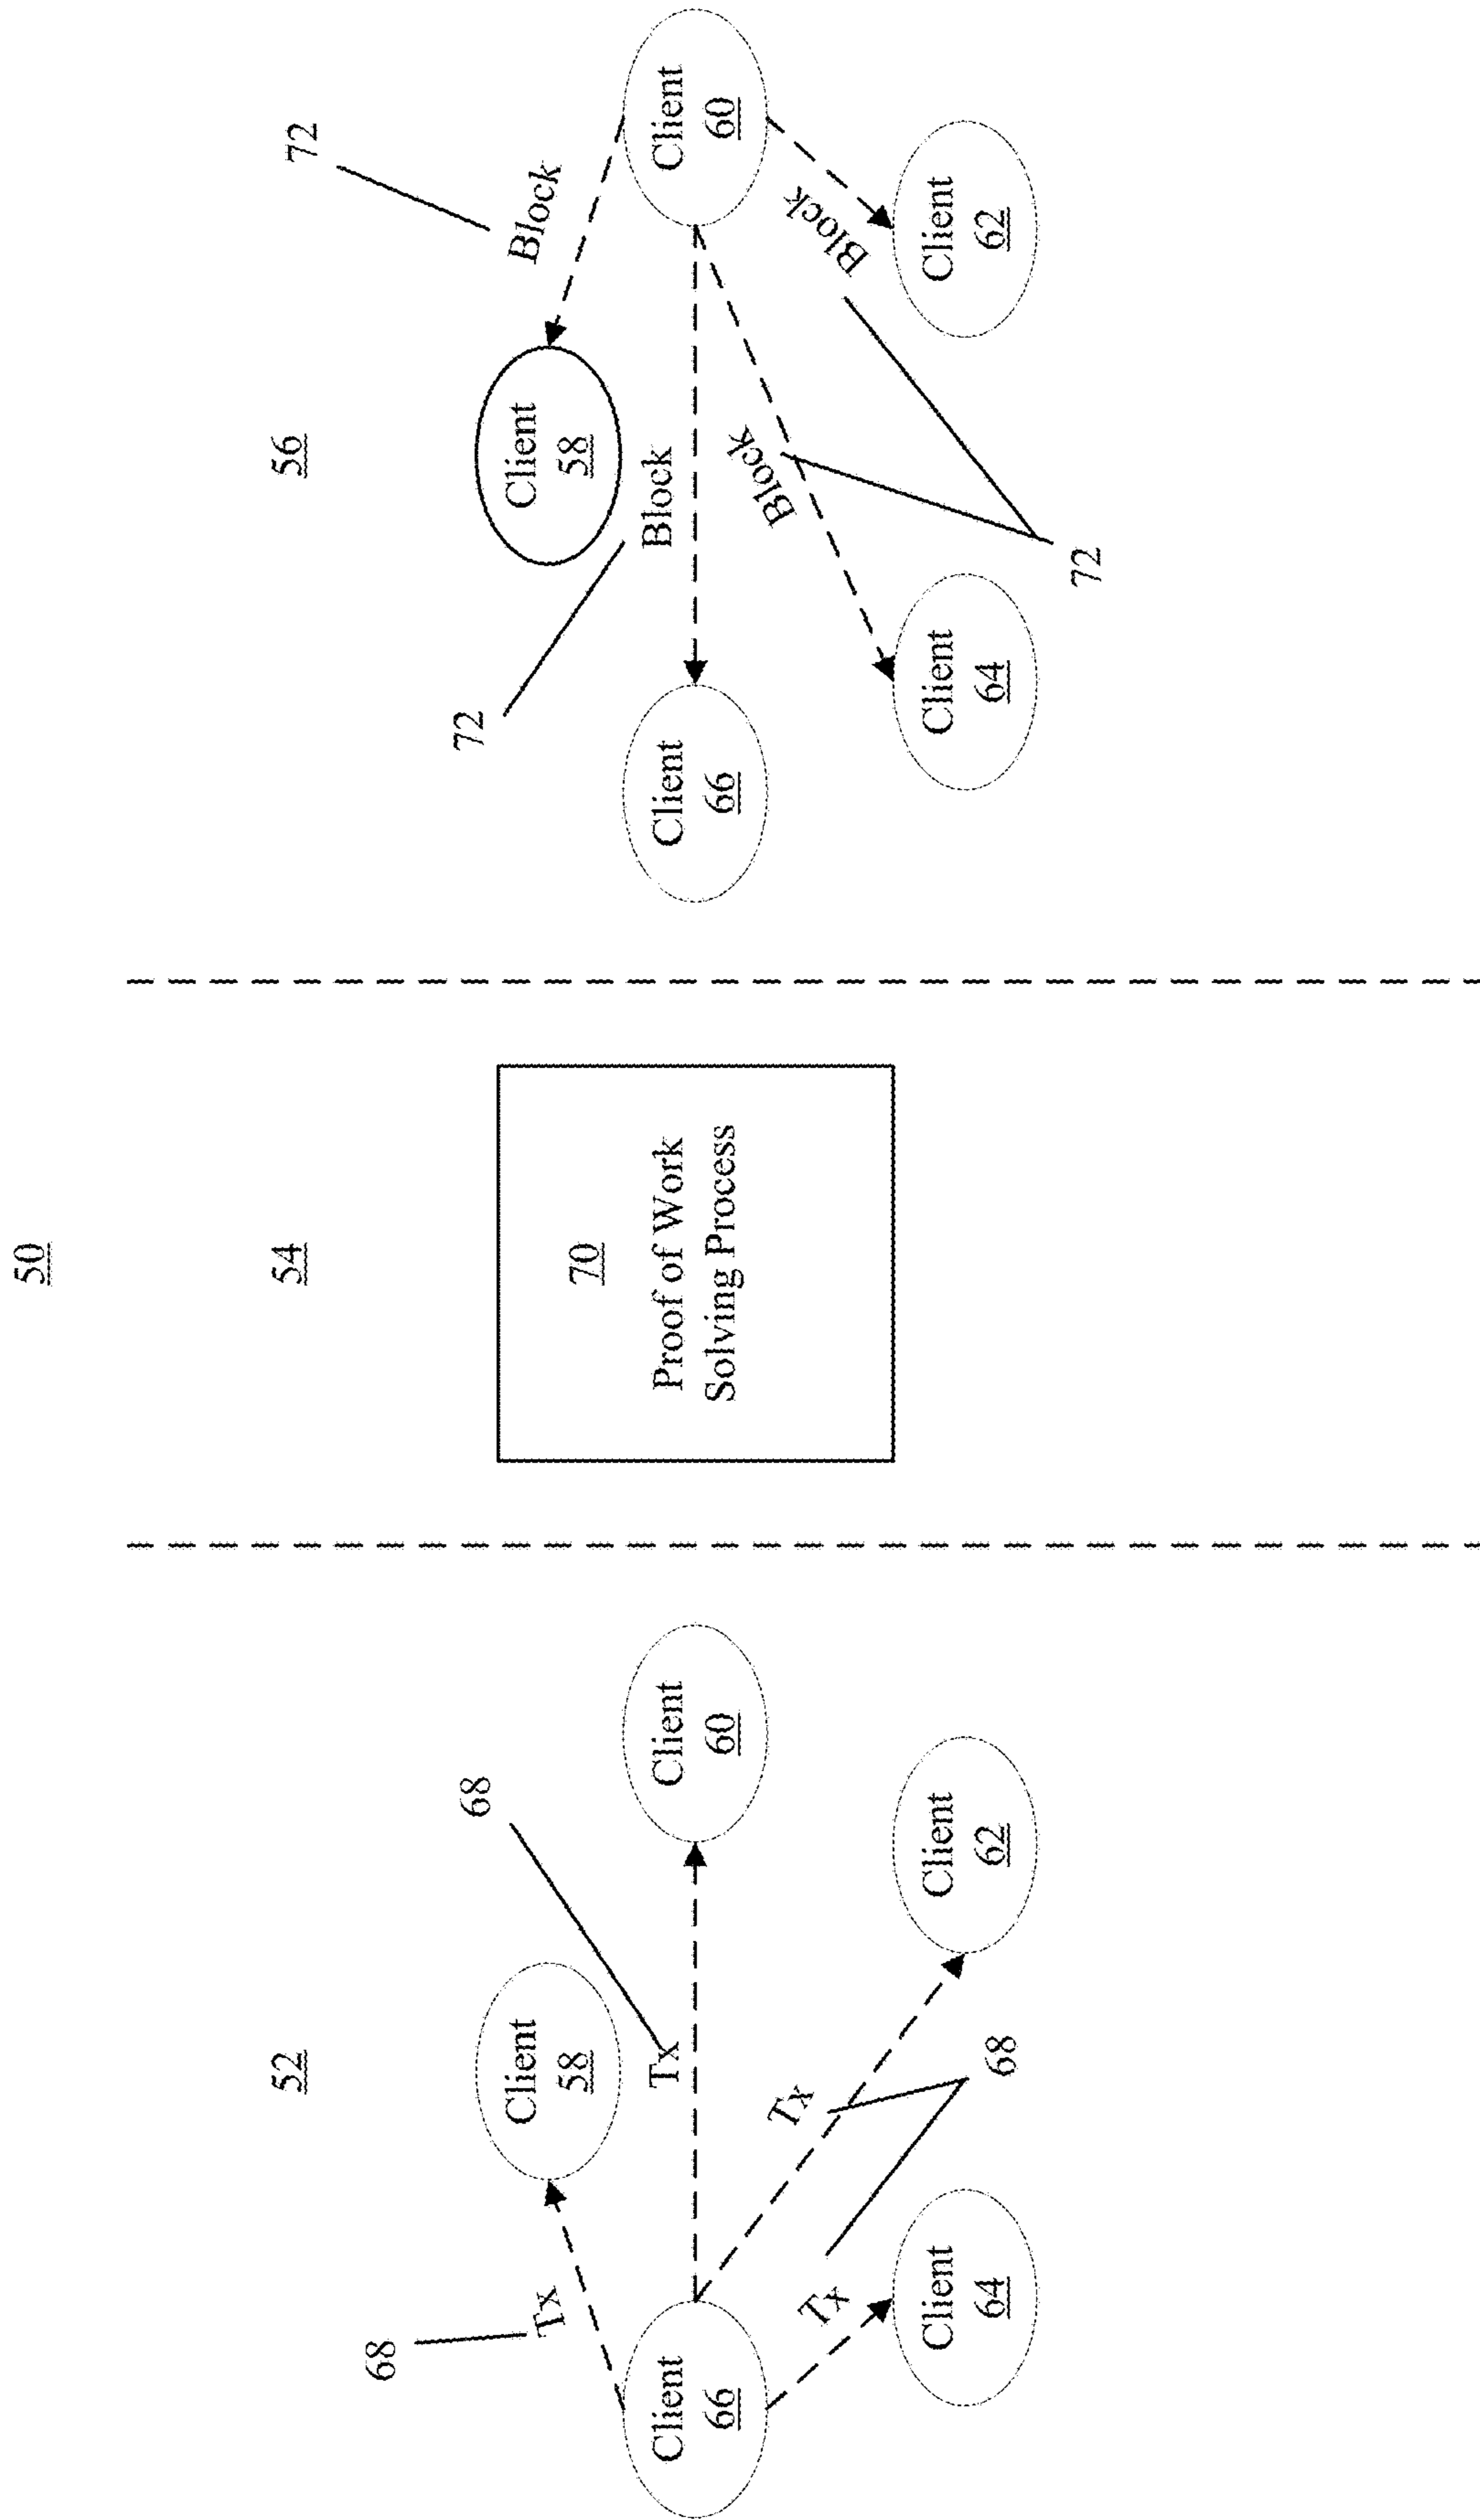 50
52
54
56
68
Tx
Client
58
68
Tx
Client
66
Client
60
Tx
Tx
Client
64
Client
62
68
70
Proof of Work
Solving Process
72
Block
Client
58
72
Block
Client
66
Client
60
Block
Block
Client
64
Client
62
72